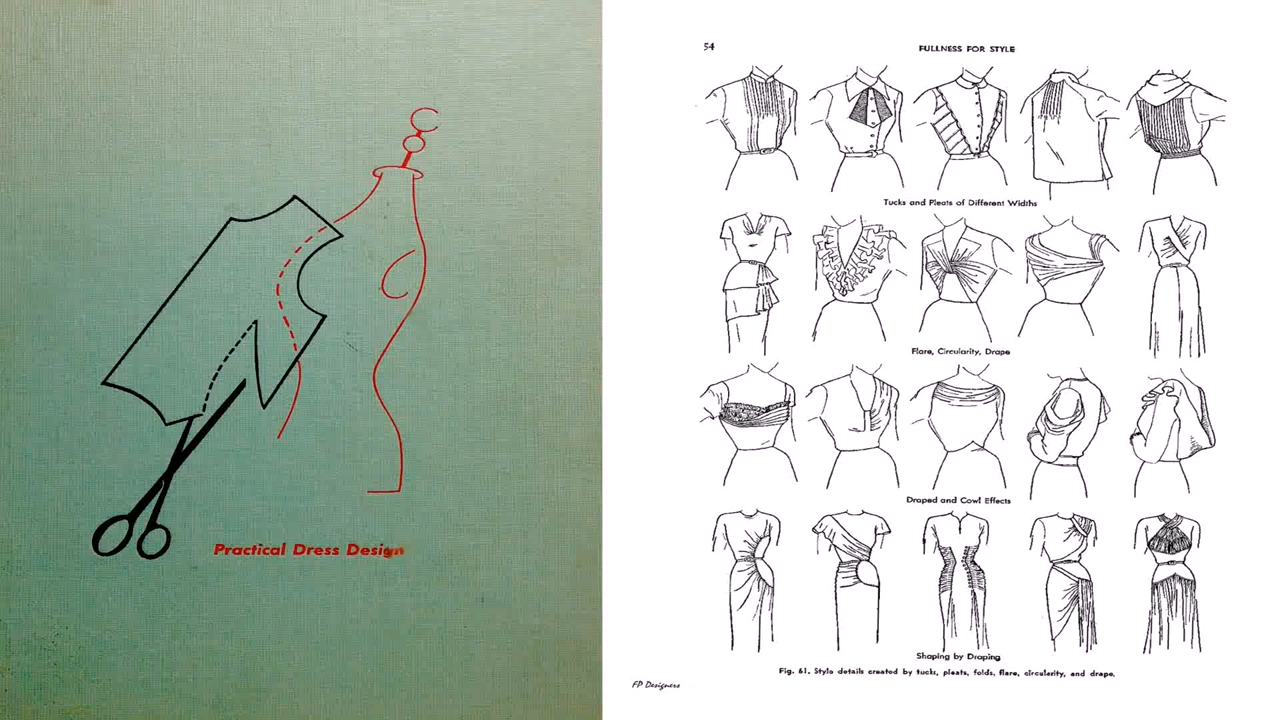 Practical Dress Design
54
FULLNESS FOR STYLE
Tucks and Pleats of Different Widths
Flare, Circularity, Drape
Draped and Cowl Effects
Shaping by Draping
Fig. 61. Style details created by tucks, pleats, folds, flare, circularity, and drape.
FP Designers